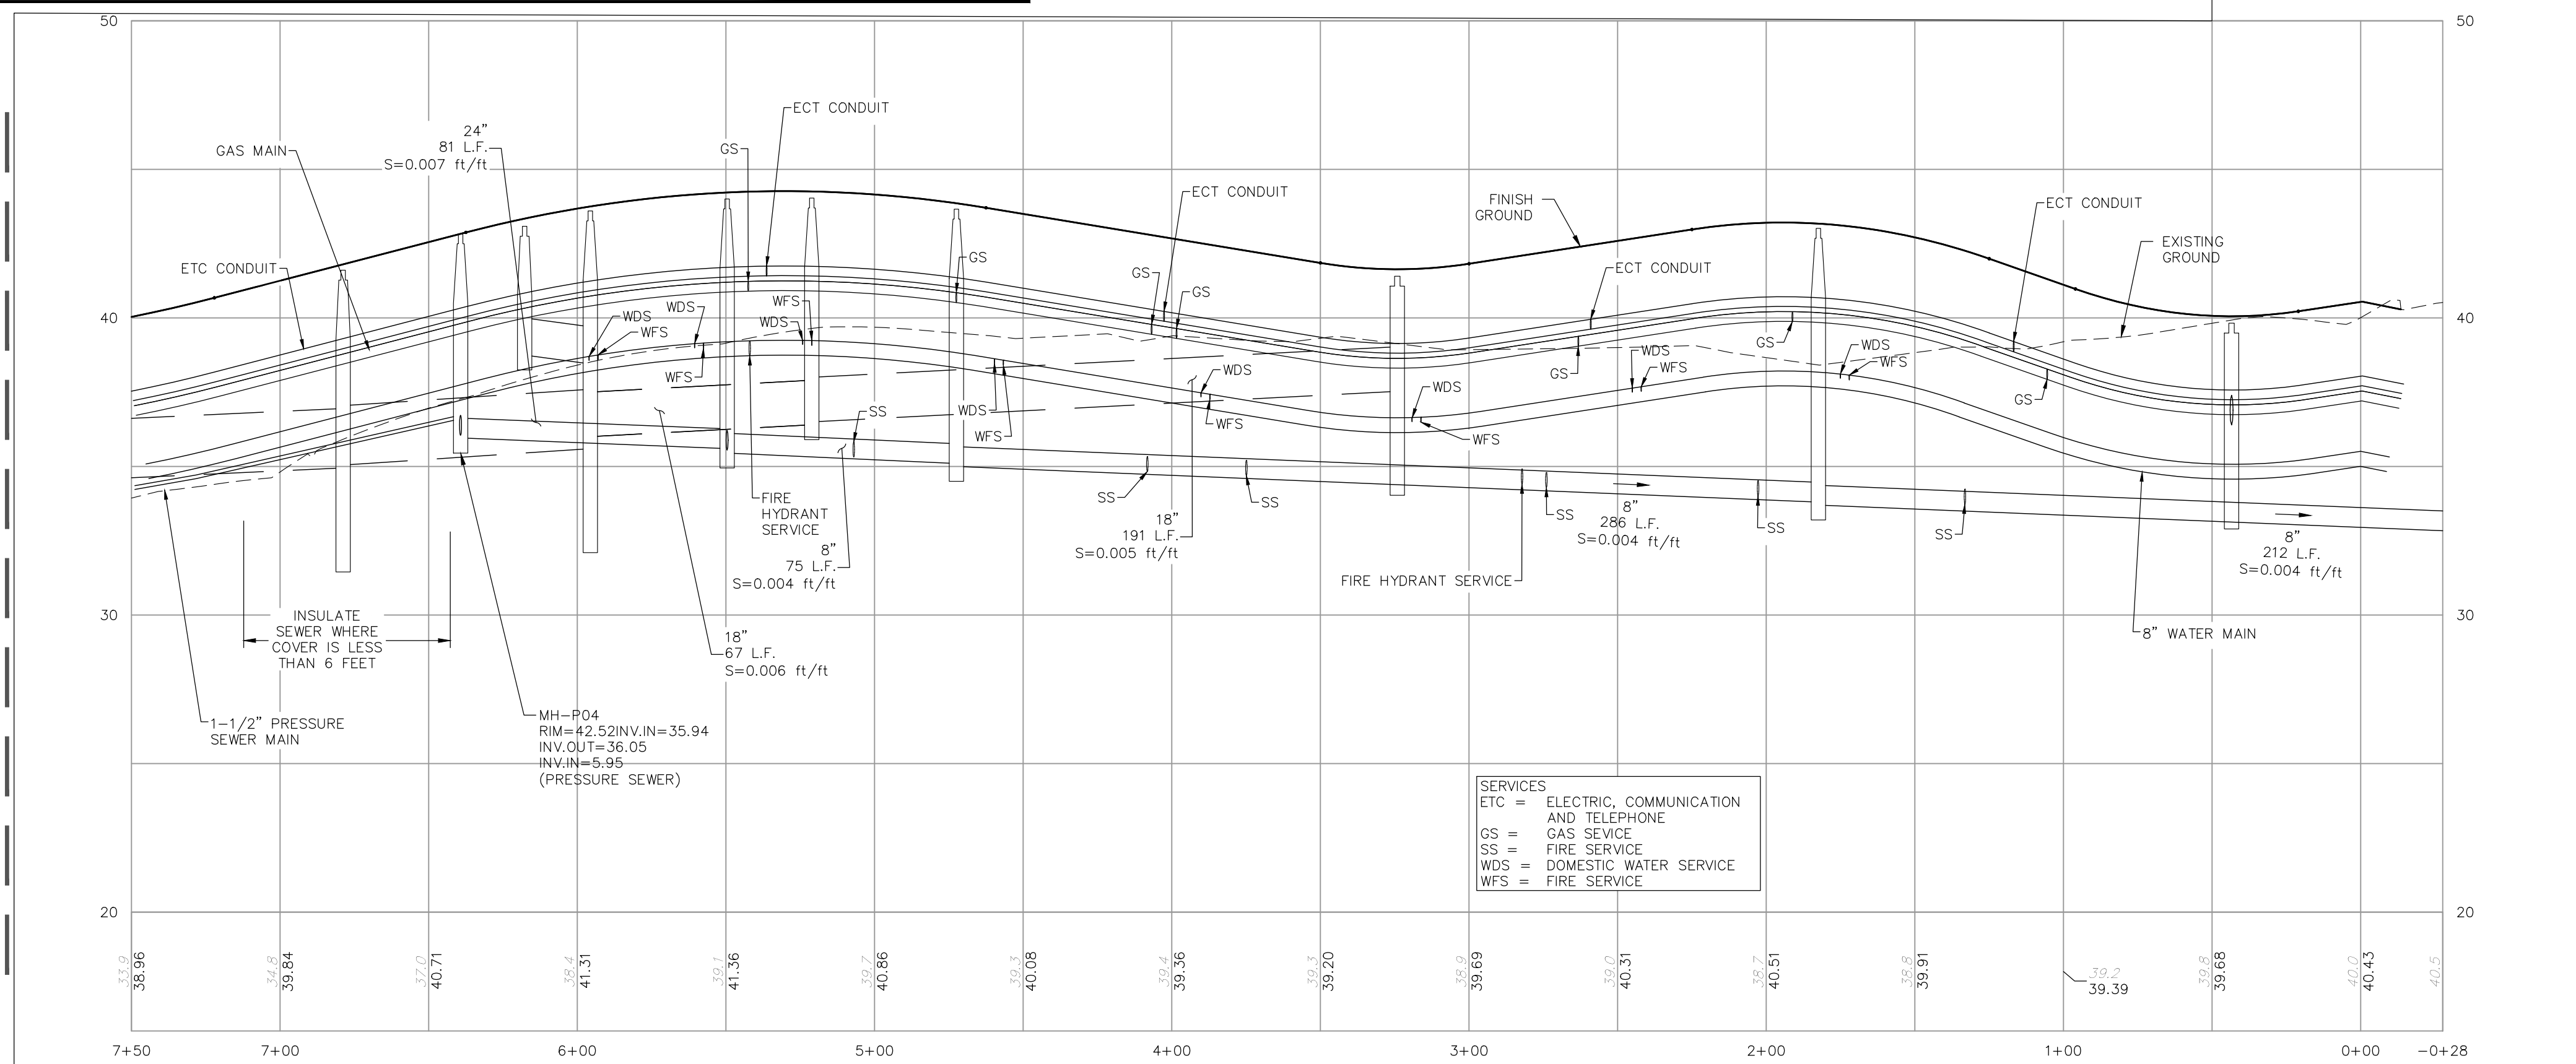 50
50
ECT CONDUIT
24”
81 L.F.
S=0.007 ft/ft
GAS MAIN
GS
ECT CONDUIT
FINISH
GROUND
ECT CONDUIT
EXISTING
GROUND
ETC CONDUIT
GS
GS
GS
ECT CONDUIT
40
40
WDS
WFS
WDS
WFS
WDS
WFS
GS
GS
WDS
WFS
WDS
WFS
GS
WDS
WFS
WDS
WFS
WDS
WFS
SS
FIRE
HYDRANT
SERVICE
8”
75 L.F.
S=0.004 ft/ft
SS
SS
18”
191 L.F.
S=0.005 ft/ft
SS
8”
286 L.F.
S=0.004 ft/ft
SS
SS
8”
212 L.F.
S=0.004 ft/ft
FIRE HYDRANT SERVICE
30
30
INSULATE
SEWER WHERE
COVER IS LESS
THAN 6 FEET
18”
67 L.F.
S=0.006 ft/ft
8” WATER MAIN
1-1/2” PRESSURE
SEWER MAIN
MH-P04
RIM=42.52INV.IN=35.94
INV.OUT=36.05
INV.IN=5.95
(PRESSURE SEWER)
SERVICES
ETC = ELECTRIC, COMMUNICATION
AND TELEPHONE
GS = GAS SEVICE
SS = FIRE SERVICE
WDS = DOMESTIC WATER SERVICE
WFS = FIRE SERVICE
20
20
33.9
38.96
34.8
39.84
37.0
40.71
38.4
41.31
39.1
41.36
39.7
40.86
39.3
40.08
39.4
39.36
39.3
39.20
38.9
39.69
39.0
40.31
38.7
40.51
38.8
39.91
39.2
39.39
39.8
39.68
40.0
40.43
40.5
7+50
7+00
6+00
5+00
4+00
3+00
2+00
1+00
0+00
-0+28